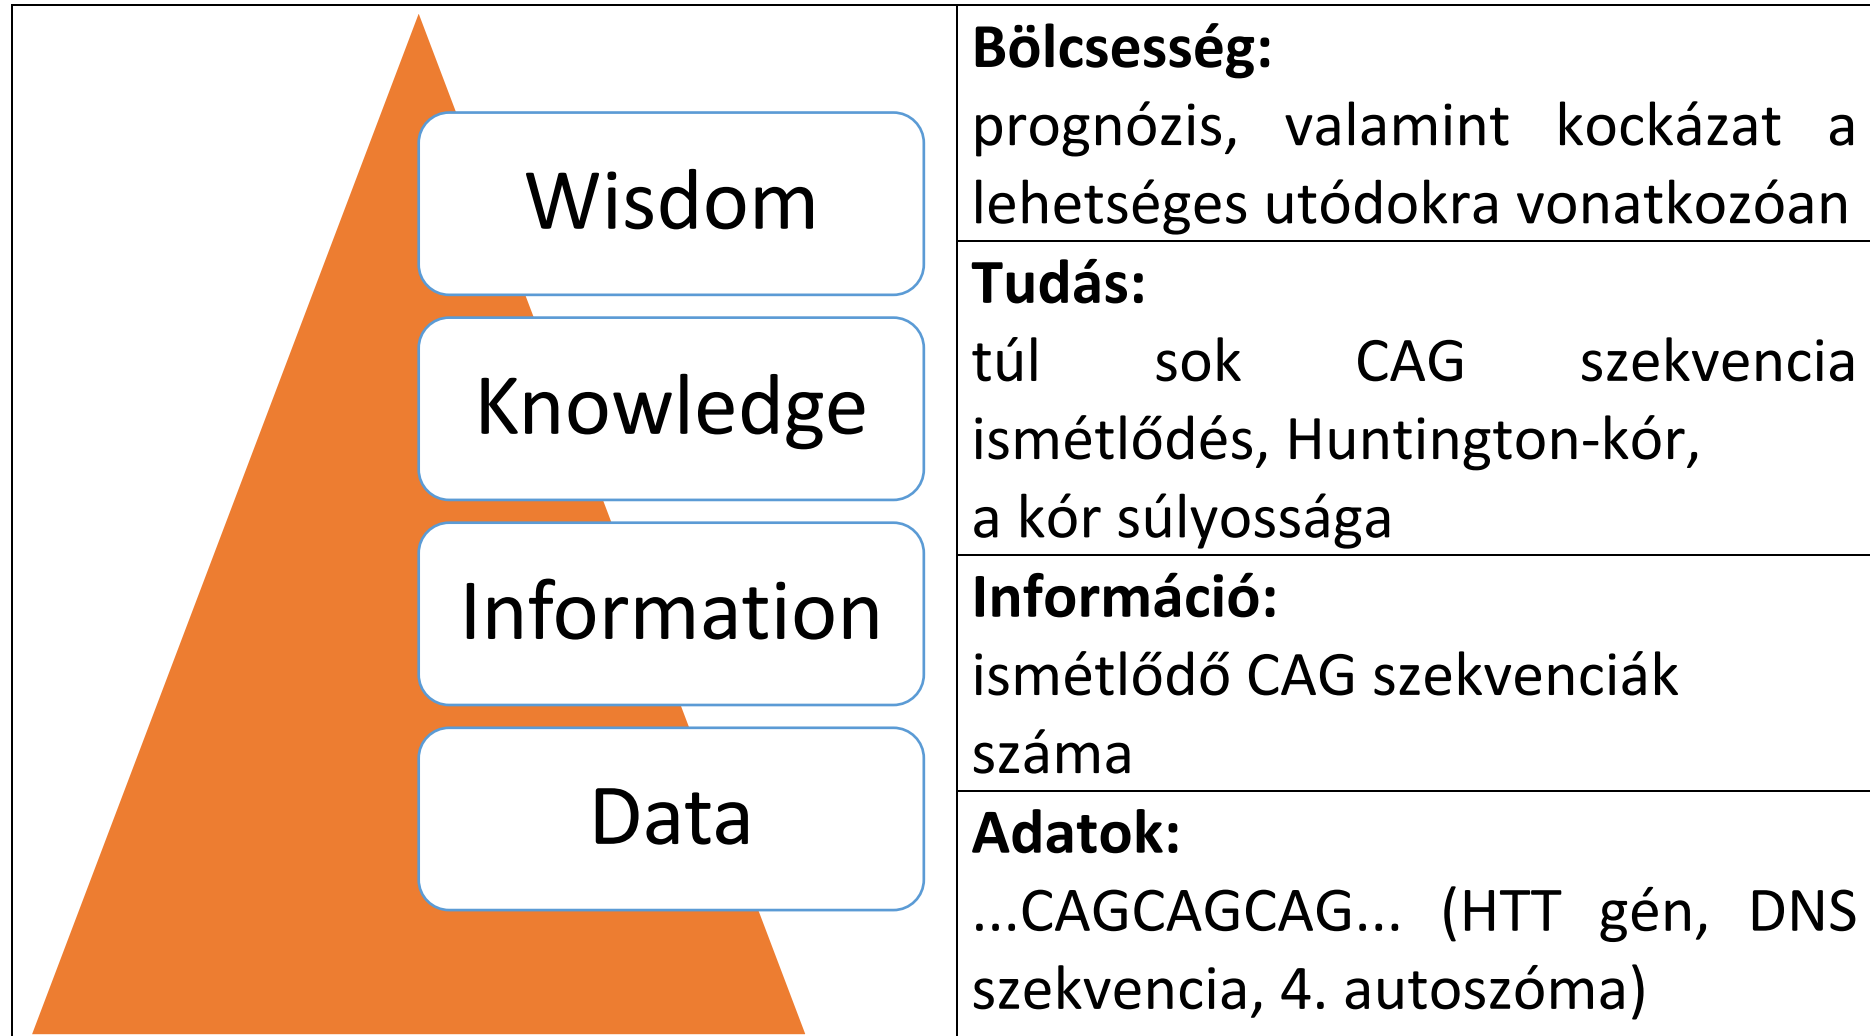 Wisdom
Knowledge
Information
Data
Bölcsesség:
prognózis, valamint kockázat a
lehetséges utódokra vonatkozóan
Tudás:
túl sok CAG szekvencia
ismétlődés, Huntington-kór,
a kór súlyossága
Információ:
ismétlődő CAG szekvenciák
száma
Adatok:
...CAGCAGCAG... (HTT gén, DNS
szekvencia, 4. autoszóma)